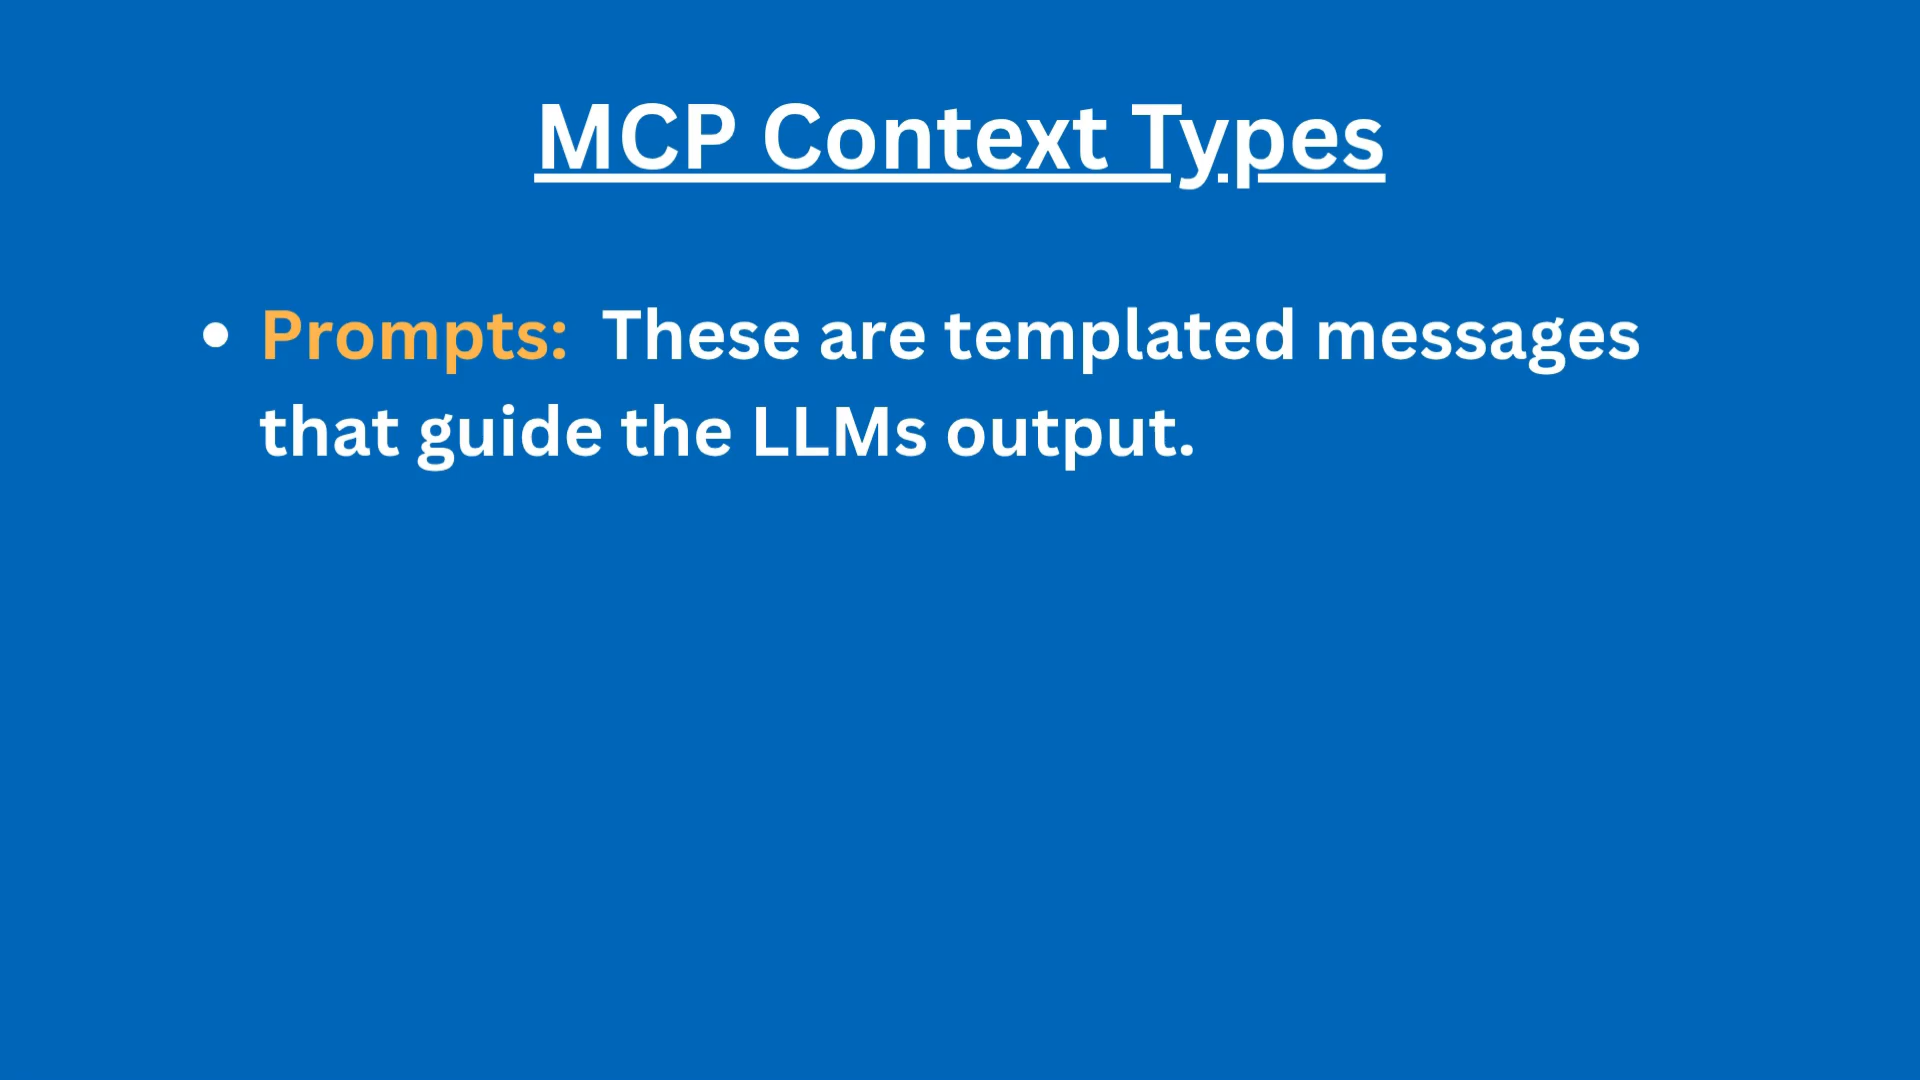 MCP Context Types
• Prompts: These are templated messages
that guide the LLMs output.